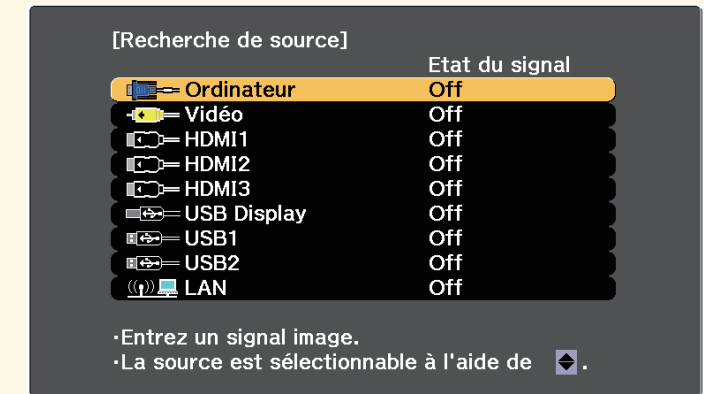 [Recherche de source]
Etat du signal
Ordinateur Off
Vidéo Off
HDMI1 Off
HDMI2 Off
HDMI3 Off
USB Display Off
USB1 Off
USB2 Off
LAN Off
·Entrez un signal image.
·La source est sélectionnable à l'aide de .